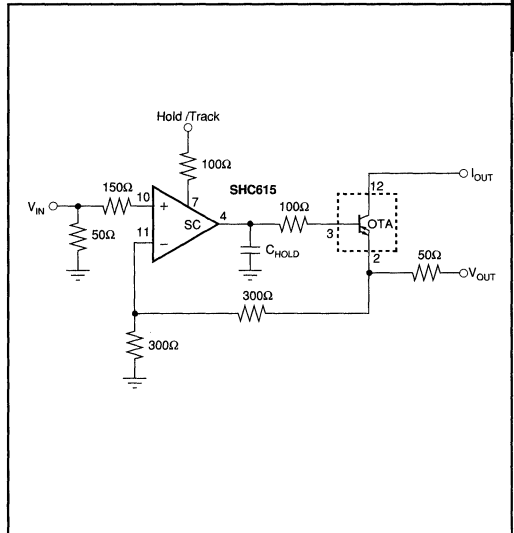 Hold /Track
100Ω
SHC615
12
I_OUT
150Ω
10
7
100Ω
V_IN
+
4
OTA
SC
3
50Ω
11
–
C_HOLD
2
50Ω
V_OUT
300Ω
300Ω